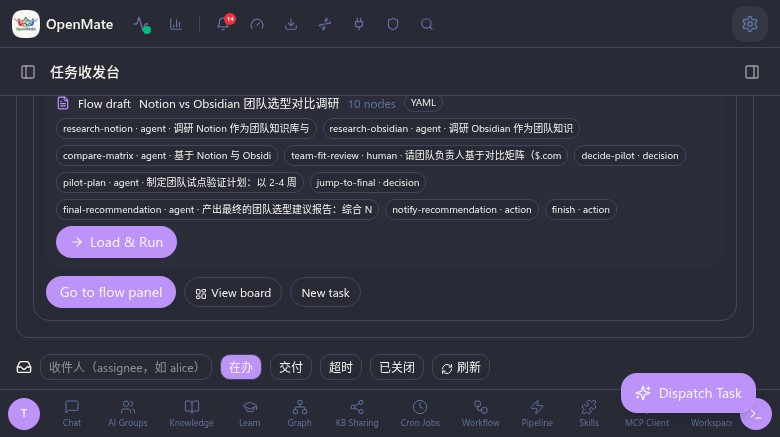 OpenMate
14
任务收发台
Flow draft Notion vs Obsidian 团队选型对比调研 10 nodes YAML
research-notion · agent · 调研 Notion 作为团队知识库与
research-obsidian · agent · 调研 Obsidian 作为团队知识
compare-matrix · agent · 基于 Notion 与 Obsidi
team-fit-review · human · 请团队负责人基于对比矩阵（$.com
decide-pilot · decision
pilot-plan · agent · 制定团队试点验证计划：以 2-4 周
jump-to-final · decision
final-recommendation · agent · 产出最终的团队选型建议报告：综合 N
notify-recommendation · action
finish · action
Load & Run
Go to flow panel
View board
New task
收件人（assignee，如 alice）
在办
交付
超时
已关闭
刷新
Dispatch Task
T
Chat
AI Groups
Knowledge
Learn
Graph
KB Sharing
Cron Jobs
Workflow
Pipeline
Skills
MCP Client
Workspac